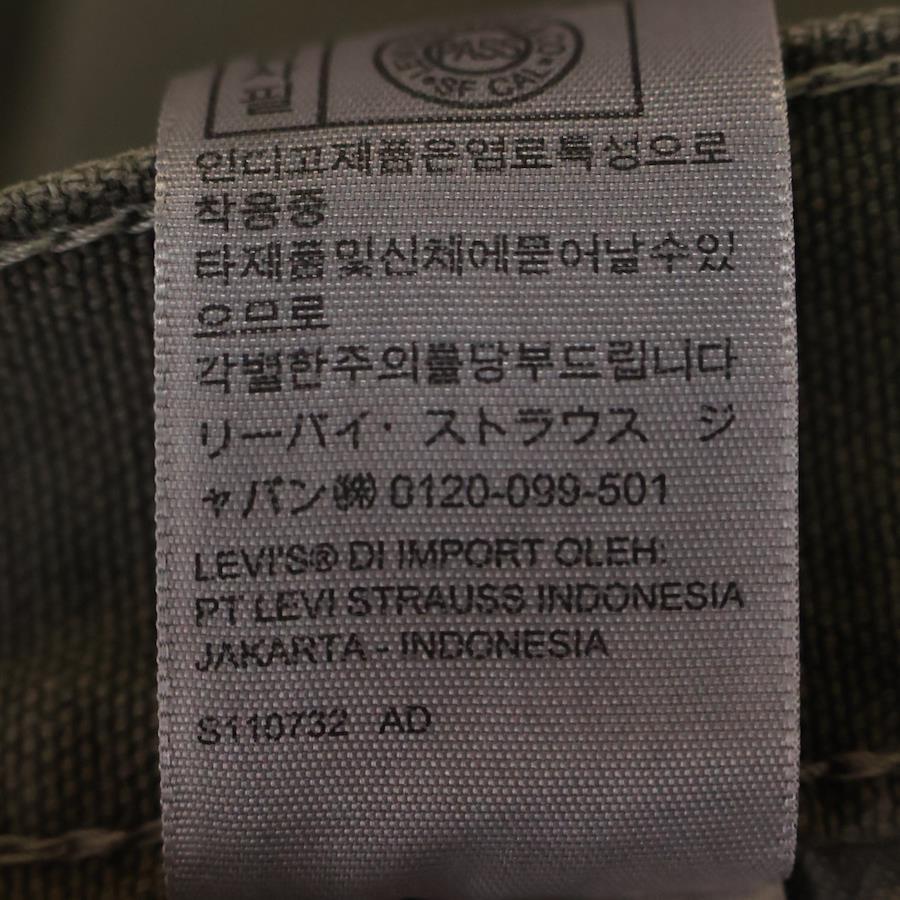 PASS
SF CAL
인디고제품은염료특성으로
착용중
타제품및신체에묻어날수있
으므로
각별한주의를당부드립니다
リーバイ・ストラウス ジ
ャパン㈱ 0120-099-501
LEVI'S® DI IMPORT OLEH:
PT LEVI STRAUSS INDONESIA
JAKARTA - INDONESIA
S110732 AD